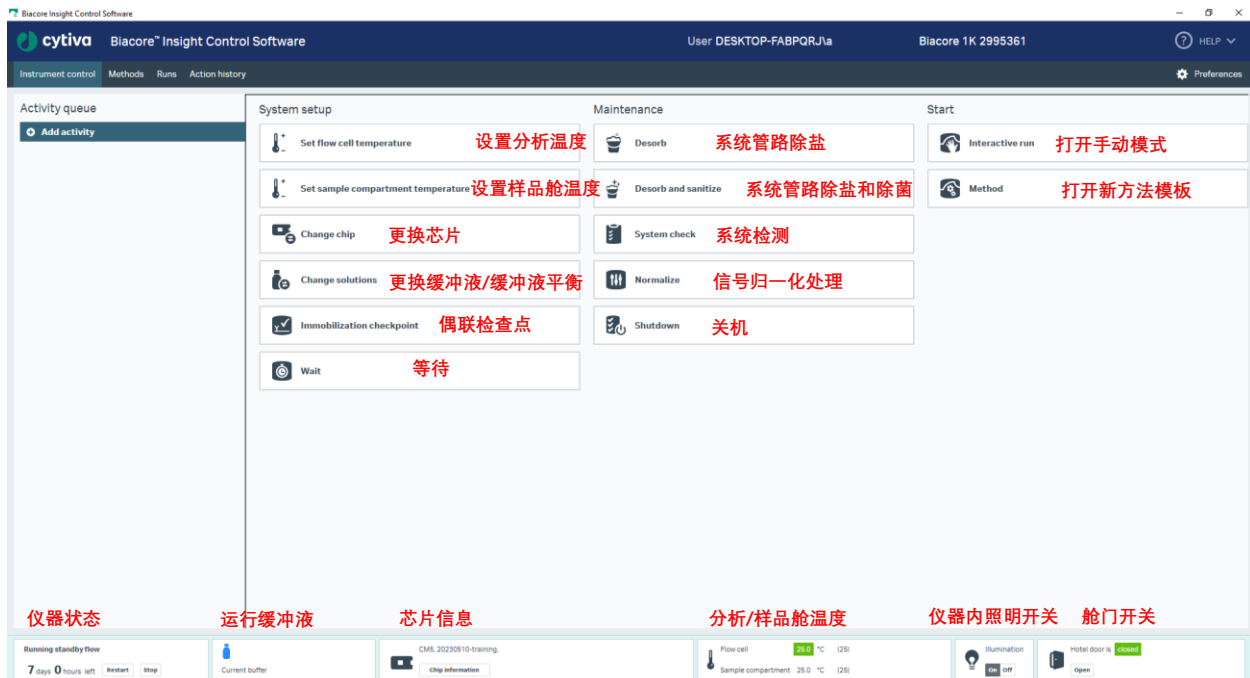 Biacore Insight Control Software
cytiva Biacore™ Insight Control Software User DESKTOP-FABPQRJ\a Biacore 1K 2995361 ? HELP
Instrument control Methods Runs Action history Preferences
Activity queue
Add activity
System setup
Set flow cell temperature 设置分析温度
Set sample compartment temperature 设置样品舱温度
Change chip 更换芯片
Change solutions 更换缓冲液/缓冲液平衡
Immobilization checkpoint 偶联检查点
Wait 等待
Maintenance
Desorb 系统管路除盐
Desorb and sanitize 系统管路除盐和除菌
System check 系统检测
Normalize 信号归一化处理
Shutdown 关机
Start
Interactive run 打开手动模式
Method 打开新方法模板
仪器状态 运行缓冲液 芯片信息 分析/样品舱温度 仪器内照明开关 舱门开关
Running standby flow
7 days 0 hours left Restart Stop
Current buffer
CM5, 20230510-training,
Chip information
Flow cell 25.0 °C (25)
Sample compartment 25.0 °C (25)
Illumination
On Off
Hotel door is closed
Open